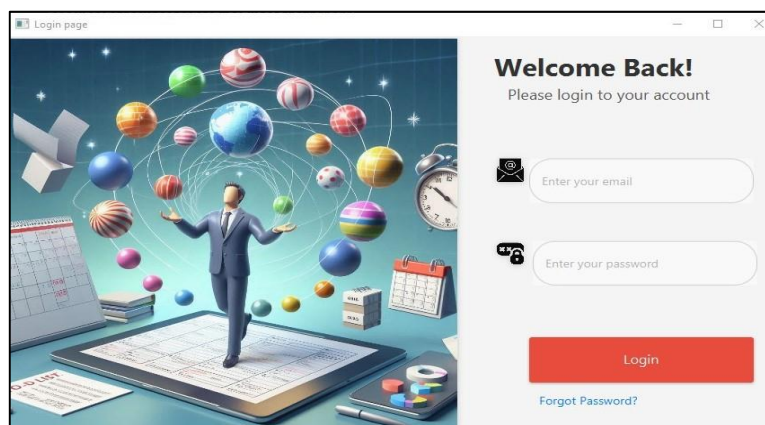 Login page
Welcome Back!
Please login to your account
Enter your email
Enter your password
Login
Forgot Password?